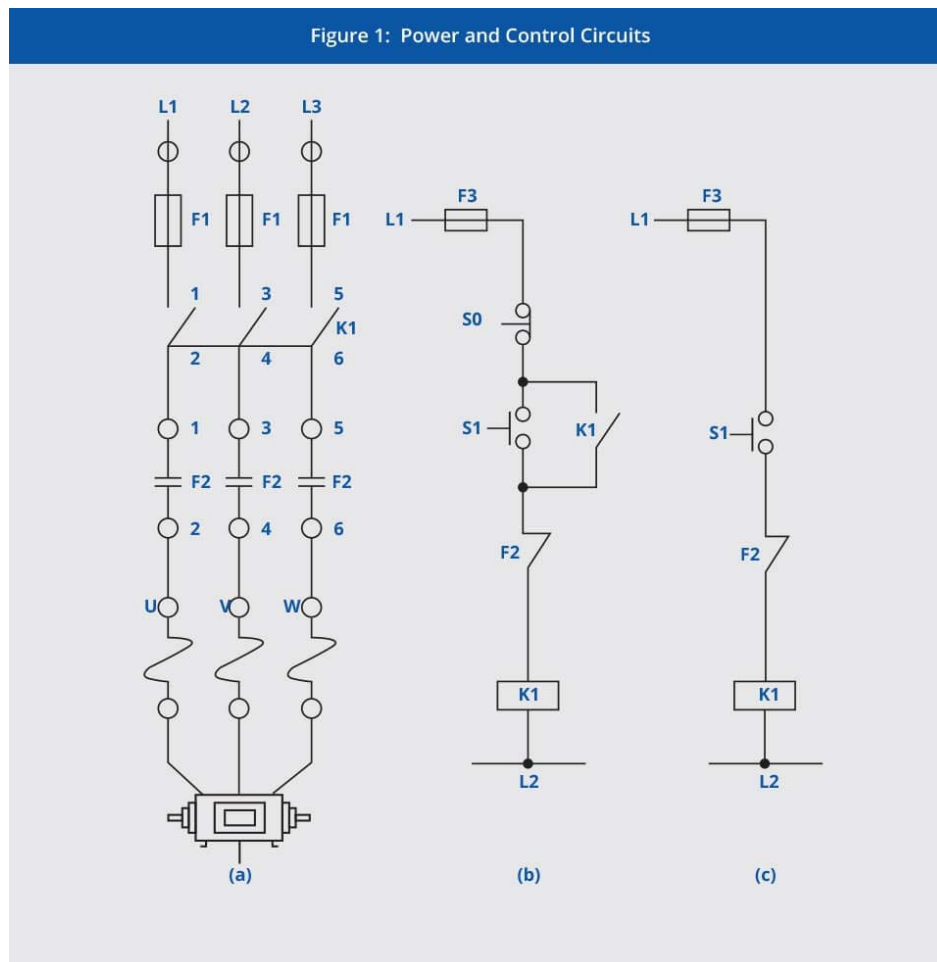 Figure 1: Power and Control Circuits
L1 L2 L3
F1 F1 F1
1 3 5
K1
2 4 6
1 3 5
F2 F2 F2
2 4 6
U V W
(a)
F3
L1
S0
S1 K1
F2
K1
L2
(b)
F3
L1
S1
F2
K1
L2
(c)